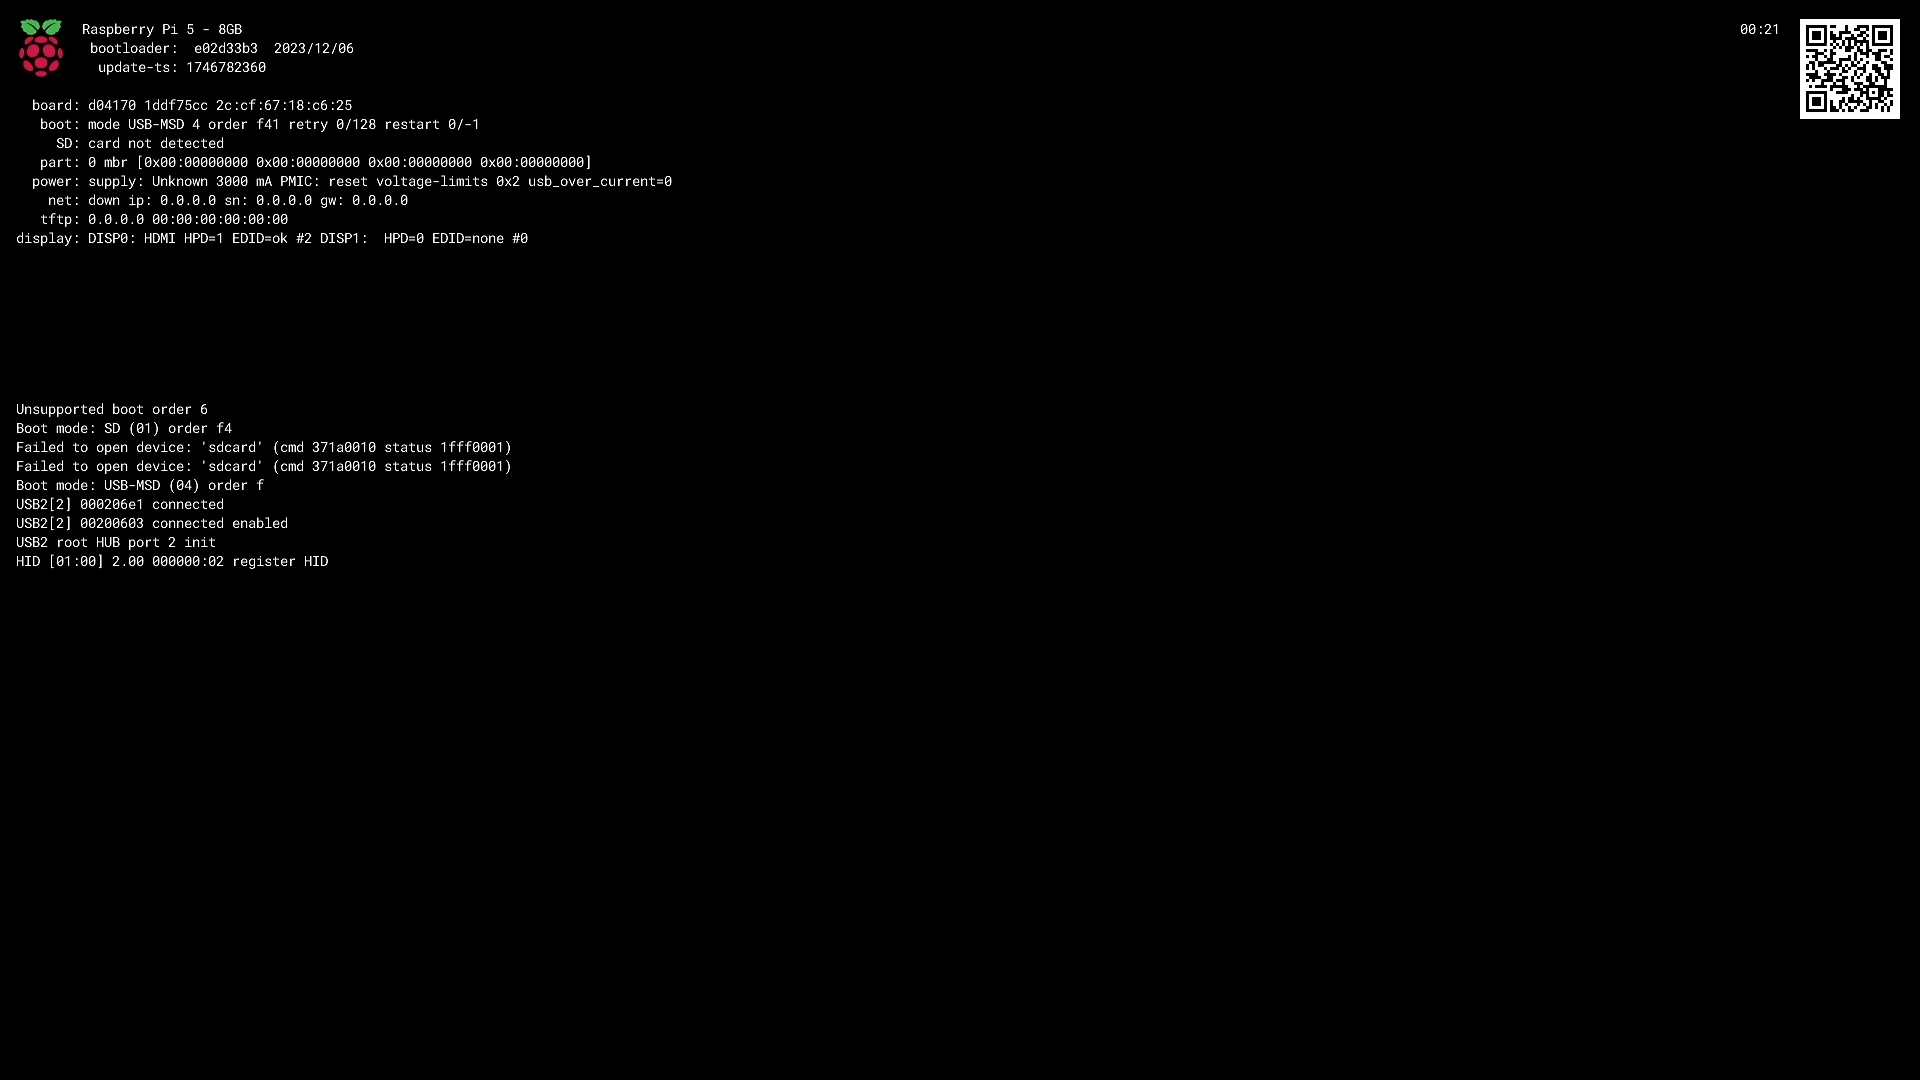 Raspberry Pi 5 - 8GB
bootloader: e02d33b3 2023/12/06
update-ts: 1746782360
00:21
board: d04170 1ddf75cc 2c:cf:67:18:c6:25
boot: mode USB-MSD 4 order f41 retry 0/128 restart 0/-1
SD: card not detected
part: 0 mbr [0x00:00000000 0x00:00000000 0x00:00000000 0x00:00000000]
power: supply: Unknown 3000 mA PMIC: reset voltage-limits 0x2 usb_over_current=0
net: down ip: 0.0.0.0 sn: 0.0.0.0 gw: 0.0.0.0
tftp: 0.0.0.0 00:00:00:00:00:00
display: DISP0: HDMI HPD=1 EDID=ok #2 DISP1:  HPD=0 EDID=none #0
Unsupported boot order 6
Boot mode: SD (01) order f4
Failed to open device: 'sdcard' (cmd 371a0010 status 1fff0001)
Failed to open device: 'sdcard' (cmd 371a0010 status 1fff0001)
Boot mode: USB-MSD (04) order f
USB2[2] 000206e1 connected
USB2[2] 00200603 connected enabled
USB2 root HUB port 2 init
HID [01:00] 2.00 000000:02 register HID